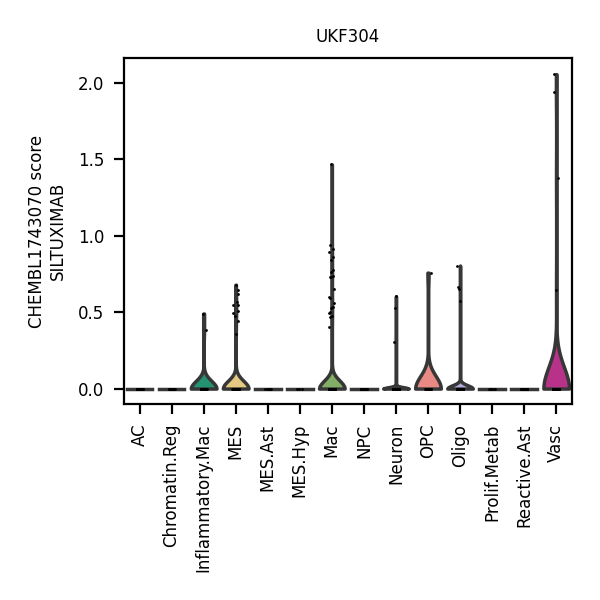 UKF304
CHEMBL1743070 score
SILTUXIMAB
2.0
1.5
1.0
0.5
0.0
AC
Chromatin.Reg
Inflammatory.Mac
MES
MES.Ast
MES.Hyp
Mac
NPC
Neuron
OPC
Oligo
Prolif.Metab
Reactive.Ast
Vasc